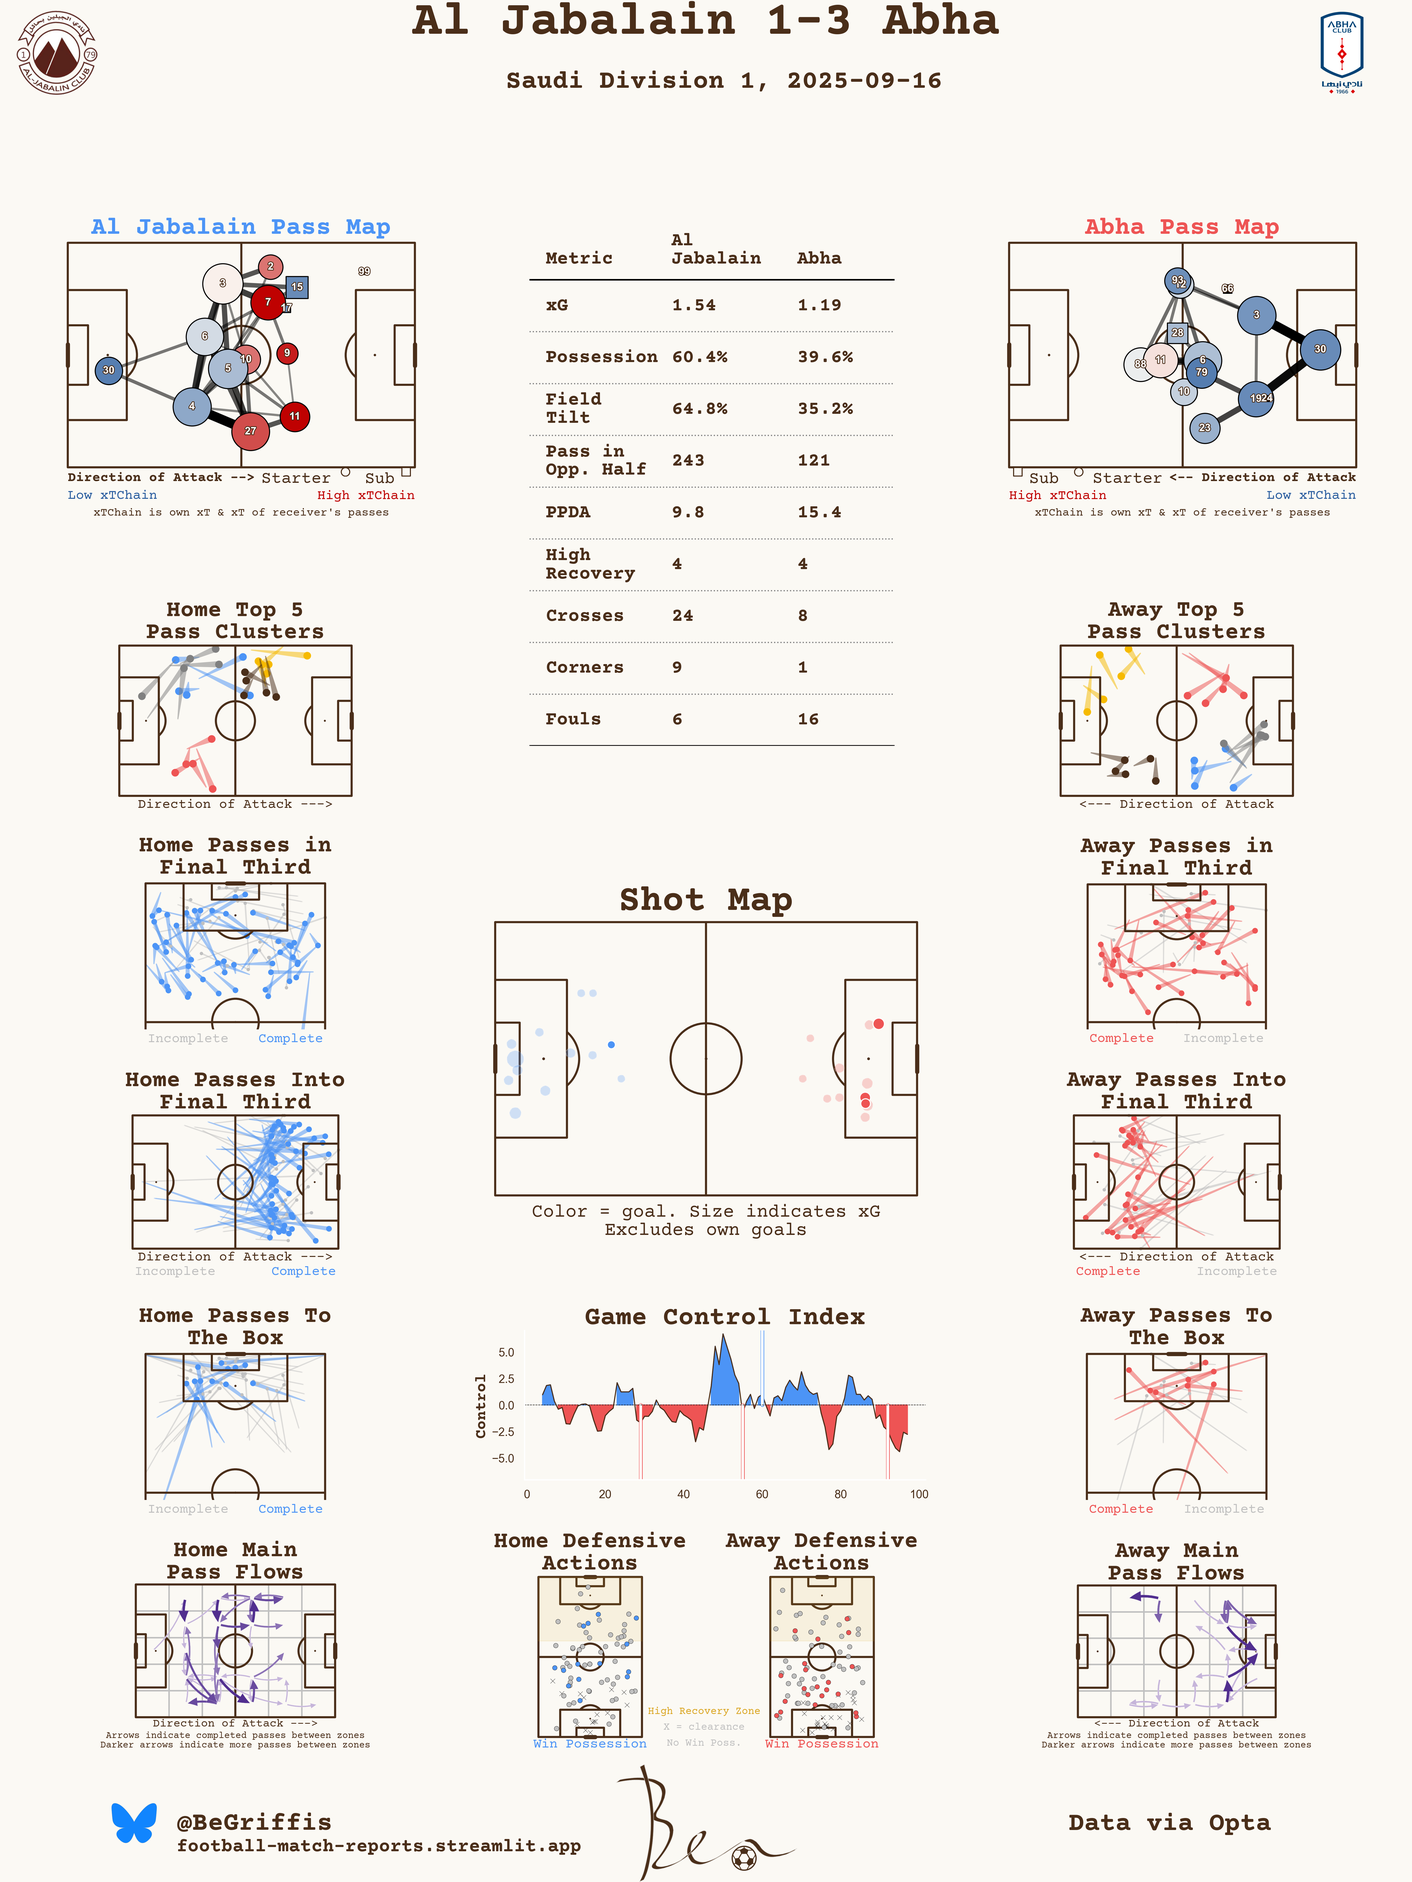 Al Jabalain 1-3 Abha
Saudi Division 1, 2025-09-16
1 79
AL-JABALIN CLUB
ABHA
CLUB
1966
Al Jabalain Pass Map
3
2
15
7
17
99
6
10
9
5
30
4
11
27
Direction of Attack --> Starter Sub
Low xTChain High xTChain
xTChain is own xT & xT of receiver's passes
Metric Al Jabalain Abha
xG 1.54 1.19
Possession 60.4% 39.6%
Field Tilt 64.8% 35.2%
Pass in Opp. Half 243 121
PPDA 9.8 15.4
High Recovery 4 4
Crosses 24 8
Corners 9 1
Fouls 6 16
Abha Pass Map
93
12
66
3
28
30
88
11
6
79
10
1924
23
Sub Starter <-- Direction of Attack
High xTChain Low xTChain
xTChain is own xT & xT of receiver's passes
Home Top 5
Pass Clusters
Direction of Attack --->
Away Top 5
Pass Clusters
<--- Direction of Attack
Home Passes in
Final Third
Incomplete Complete
Away Passes in
Final Third
Complete Incomplete
Shot Map
Color = goal. Size indicates xG
Excludes own goals
Home Passes Into
Final Third
Direction of Attack --->
Incomplete Complete
Away Passes Into
Final Third
<--- Direction of Attack
Complete Incomplete
Home Passes To
The Box
Incomplete Complete
Game Control Index
Control
5.0
2.5
0.0
−2.5
−5.0
0 20 40 60 80 100
Away Passes To
The Box
Complete Incomplete
Home Main
Pass Flows
Direction of Attack --->
Arrows indicate completed passes between zones
Darker arrows indicate more passes between zones
Home Defensive
Actions
Win Possession
High Recovery Zone
X = clearance
No Win Poss.
Away Defensive
Actions
Win Possession
Away Main
Pass Flows
<--- Direction of Attack
Arrows indicate completed passes between zones
Darker arrows indicate more passes between zones
@BeGriffis
football-match-reports.streamlit.app
Ben
Data via Opta